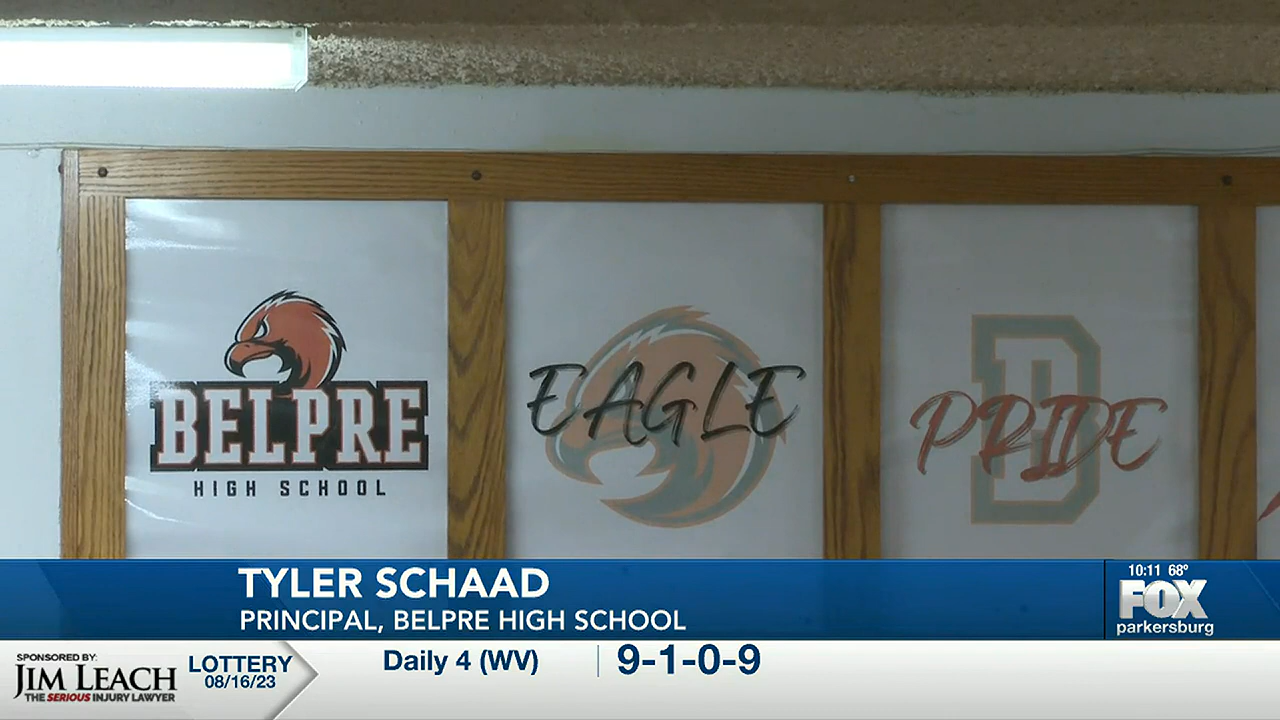 BELPRE
HIGH SCHOOL
EAGLE
PRIDE
TYLER SCHAAD
PRINCIPAL, BELPRE HIGH SCHOOL
10:11 68°
FOX
parkersburg
SPONSORED BY:
JIM LEACH
THE SERIOUS INJURY LAWYER
LOTTERY
08/16/23
Daily 4 (WV)
9-1-0-9